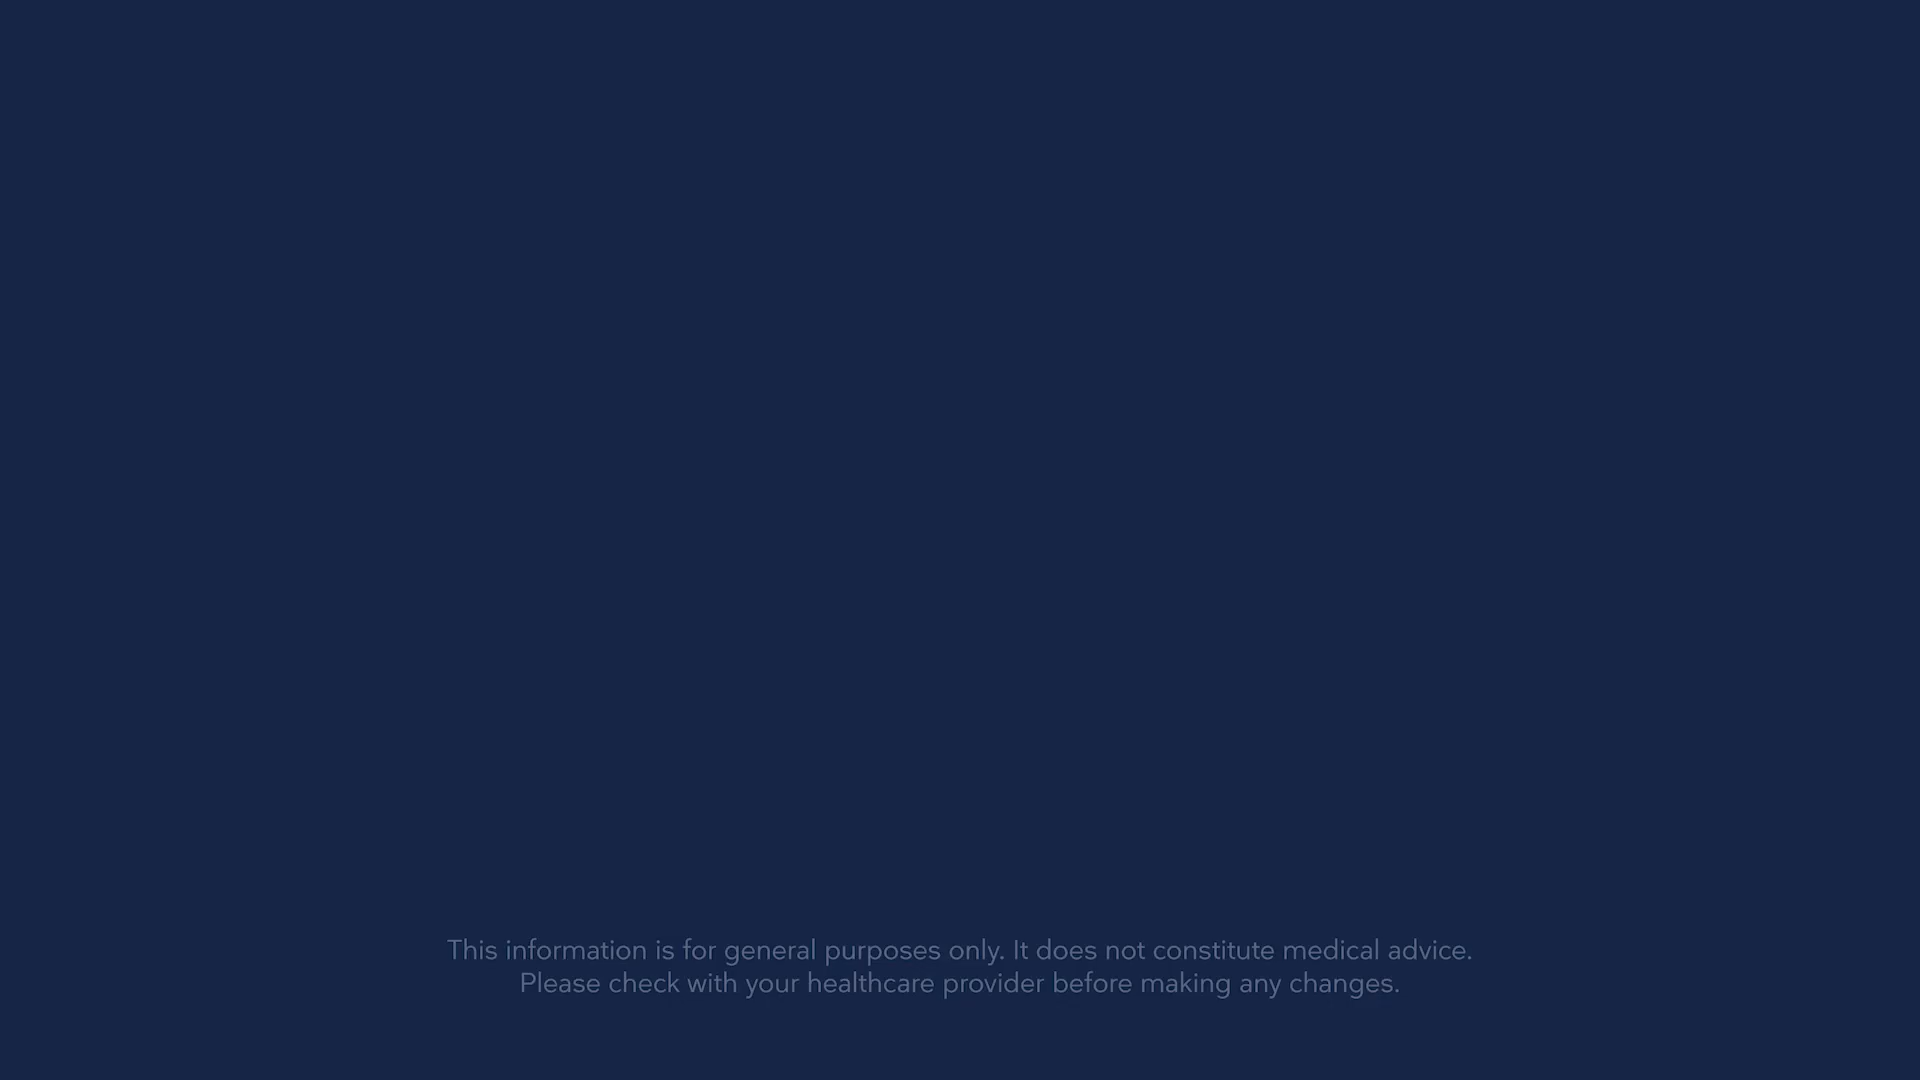 This information is for general purposes only. It does not constitute medical advice.
Please check with your healthcare provider before making any changes.